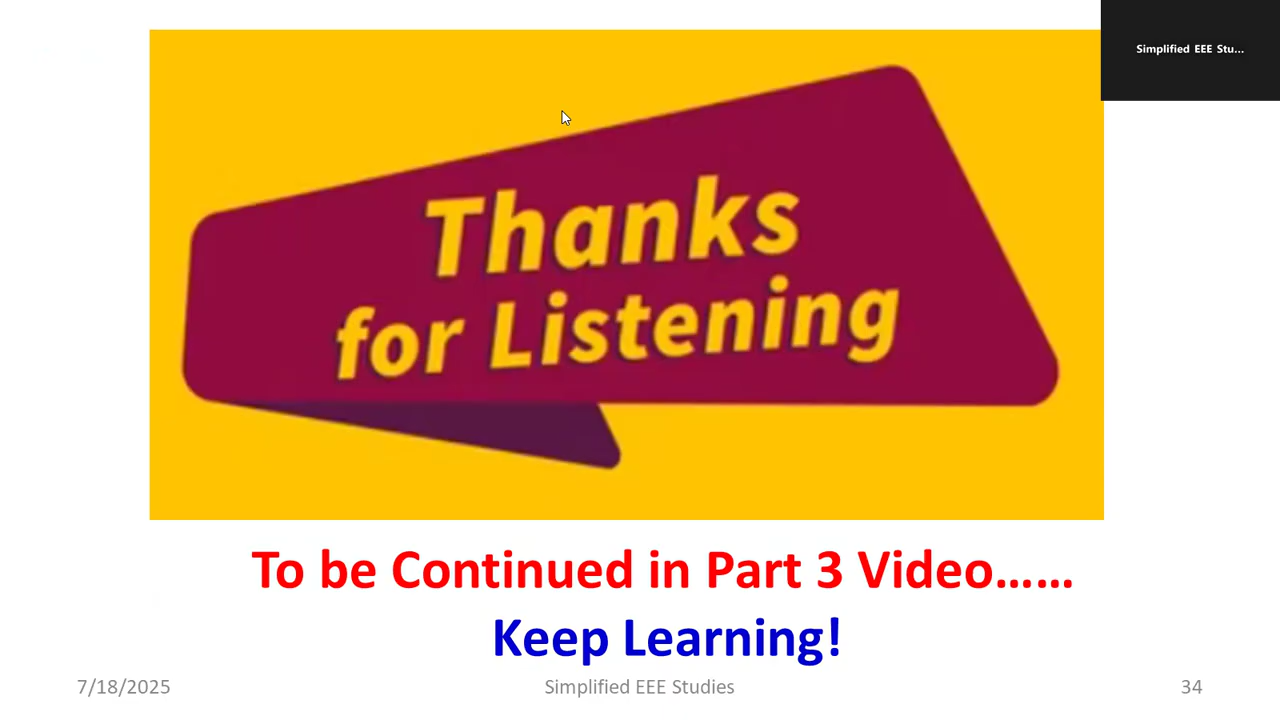 Simplified EEE Stu...
Thanks
for Listening
To be Continued in Part 3 Video……
Keep Learning!
7/18/2025
Simplified EEE Studies
34